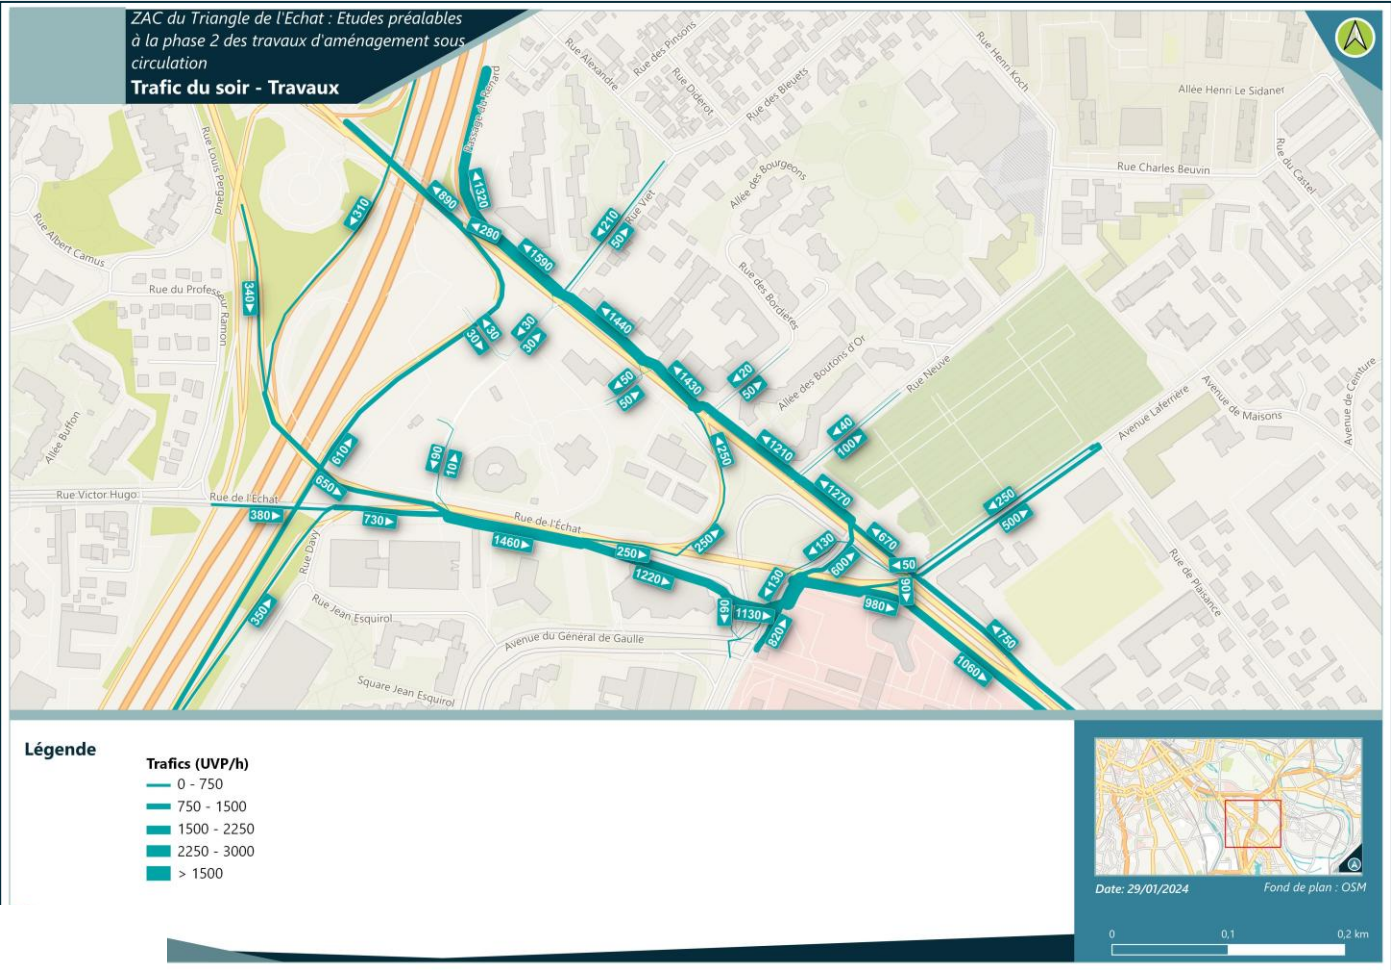 ZAC du Triangle de l'Echat : Etudes préalables
à la phase 2 des travaux d'aménagement sous
circulation
Trafic du soir - Travaux
Rue Alexandre
Rue des Pinsons
Rue Diderot
Rue des Bleuets
Rue Henri Koch
Allée Henri Le Sidaner
Rue Charles Beuvin
Rue du Castel
Passage du Renard
Rue Louis Pergaud
Rue Albert Camus
Rue du Professeur Ramon
Allée Buffon
Rue Victor Hugo
Rue de l'Échat
Rue Davy
Rue Jean Esquirol
Square Jean Esquirol
Avenue du Général de Gaulle
Rue de l'Échat
Rue Viet
Allée des Bourgeons
Rue des Bordières
Allée des Boutons d'Or
Rue Neuve
Avenue Laferrière
Avenue de Maisons
Avenue de Ceinture
Rue de Plaisance
◄310
◄890
◄1320
◄280
◄1590
◄210
50►
340►
◄30
30►
◄30
30►
◄1440
◄50
50►
◄1430
◄20
50►
◄40
100►
◄1210
◄1270
◄250
250►
610►
650►
◄90
10►
380►
730►
1460►
250►
1220►
350►
◄130
◄130
600►
◄670
◄50
90►
◄250
500►
190►
1130►
820►
980►
◄750
1060►
Légende
Trafics (UVP/h)
0 - 750
750 - 1500
1500 - 2250
2250 - 3000
> 1500
Date: 29/01/2024
Fond de plan : OSM
0 0,1 0,2 km